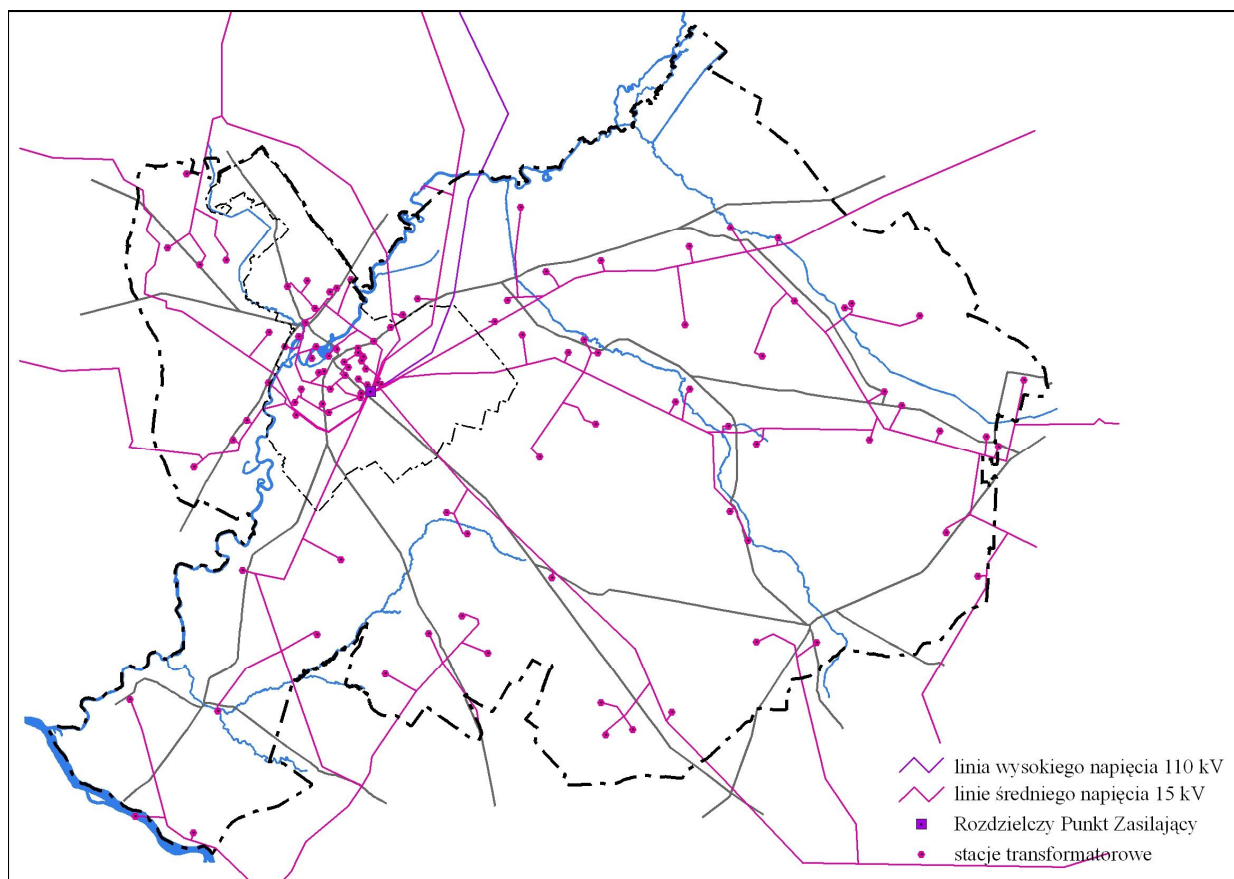 linia wysokiego napięcia 110 kV
linie średniego napięcia 15 kV
Rozdzielczy Punkt Zasilający
stacje transformatorowe